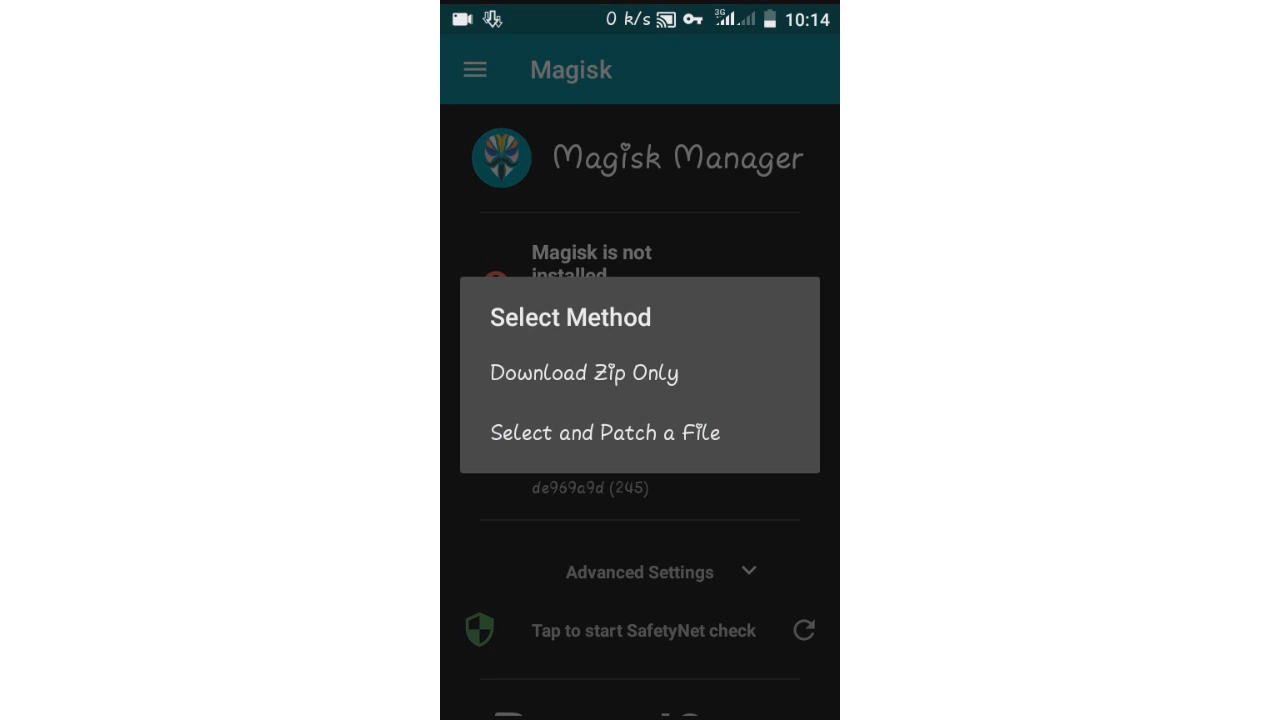 0 k/s 3G 10:14
Magisk
Magisk Manager
Magisk is not
installed
Select Method
Download Zip Only
Select and Patch a File
de969a9d (245)
Advanced Settings
Tap to start SafetyNet check